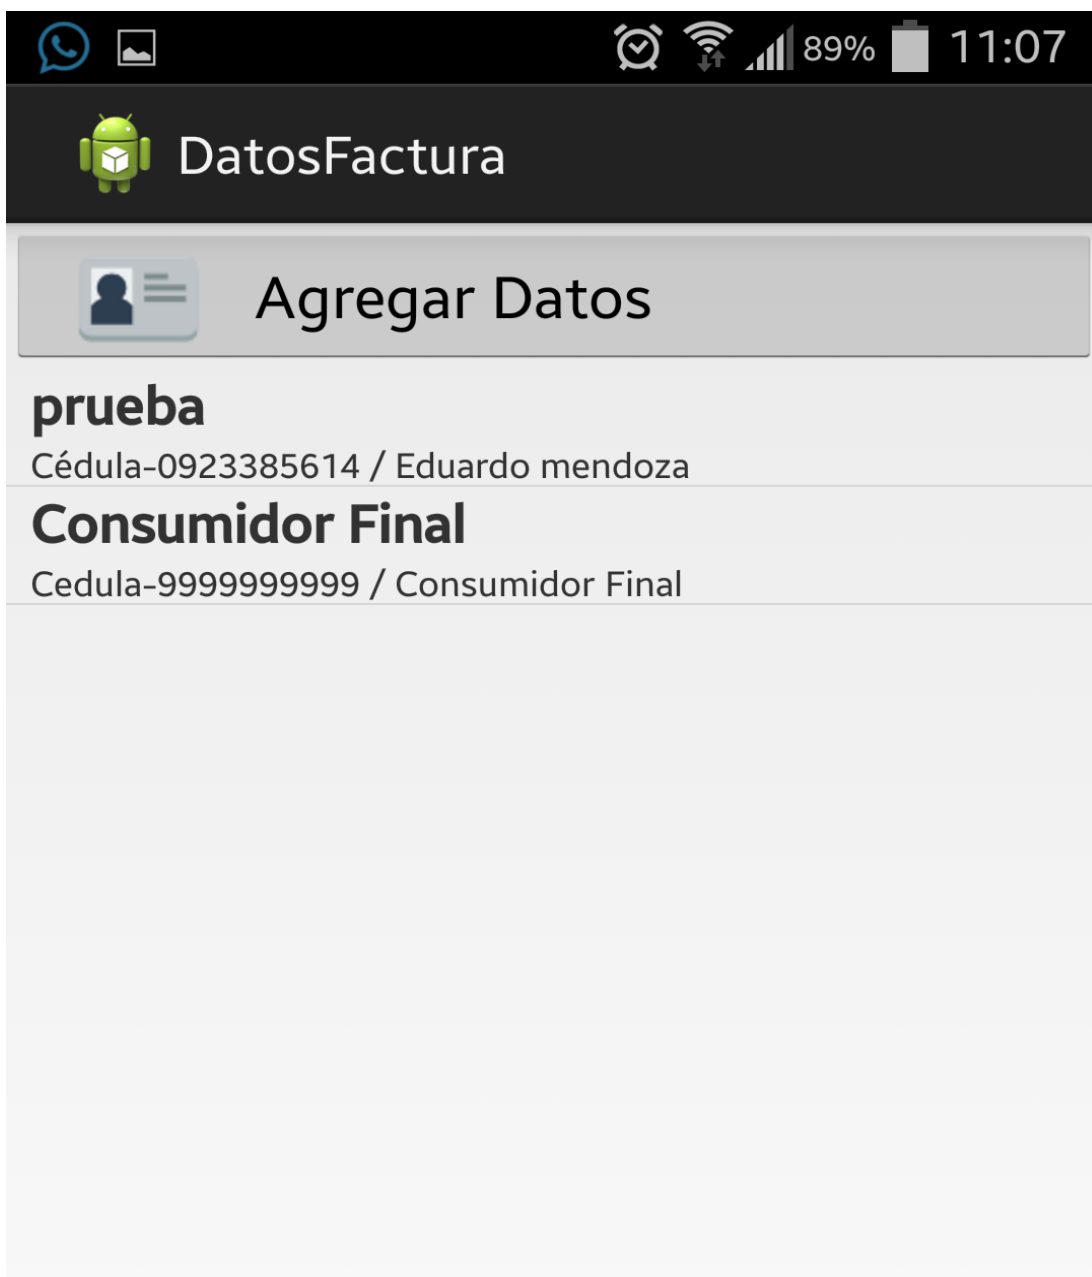 89% 11:07
DatosFactura
Agregar Datos
prueba
Cédula-0923385614 / Eduardo mendoza
Consumidor Final
Cedula-9999999999 / Consumidor Final